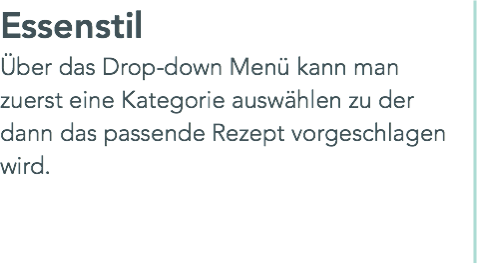 Essenstil
Über das Drop-down Menü kann man
zuerst eine Kategorie auswählen zu der
dann das passende Rezept vorgeschlagen
wird.